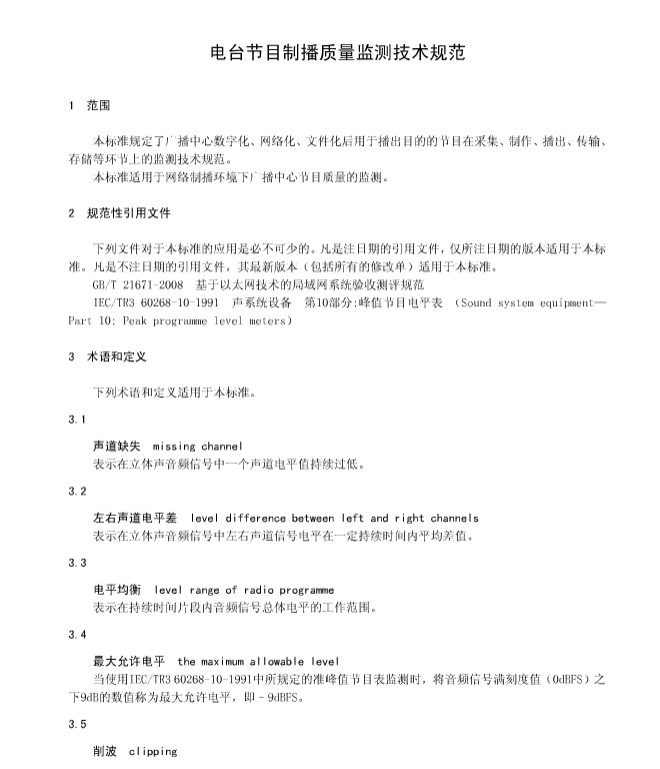 电台节目制播质量监测技术规范
1 范围
本标准规定了广播中心数字化、网络化、文件化后用于播出目的的节目在采集、制作、播出、传输、
存储等环节上的监测技术规范。
本标准适用于网络制播环境下广播中心节目质量的监测。
2 规范性引用文件
下列文件对于本标准的应用是必不可少的。凡是注日期的引用文件，仅所注日期的版本适用于本标
准。凡是不注日期的引用文件，其最新版本（包括所有的修改单）适用于本标准。
GB/T 21671-2008 基于以太网技术的局域网系统验收测评规范
IEC/TR3 60268-10-1991 声系统设备 第10部分:峰值节目电平表 （Sound system equipment—
Part 10: Peak programme level meters）
3 术语和定义
下列术语和定义适用于本标准。
3.1
声道缺失 missing channel
表示在立体声音频信号中一个声道电平值持续过低。
3.2
左右声道电平差 level difference between left and right channels
表示在立体声音频信号中左右声道信号电平在一定持续时间内平均差值。
3.3
电平均衡 level range of radio programme
表示在持续时间片段内音频信号总体电平的工作范围。
3.4
最大允许电平 the maximum allowable level
当使用IEC/TR3 60268-10-1991中所规定的准峰值节目表监测时，将音频信号满刻度值（0dBFS）之
下9dB的数值称为最大允许电平，即﹣9dBFS。
3.5
削波 clipping